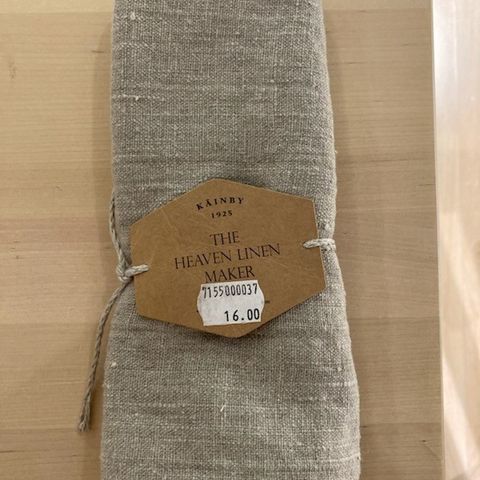 KÄINBY
1925
THE
HEAVEN LINEN
MAKER
7155000037
16.00